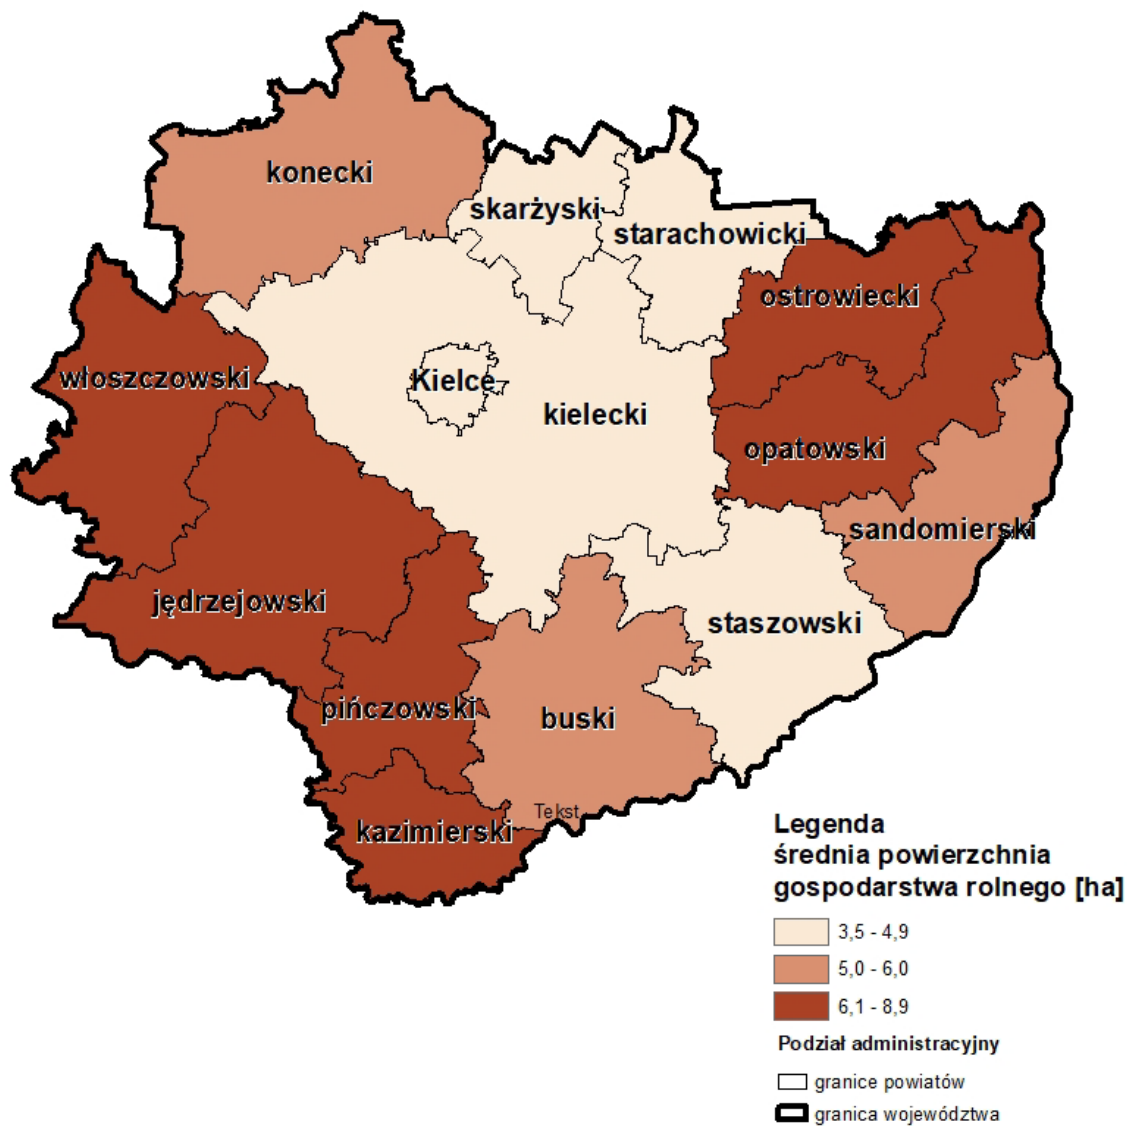 konecki
skarżyski
starachowicki
ostrowiecki
włoszczowski
Kielce
kielecki
opatowski
sandomierski
jędrzejowski
staszowski
pińczowski
buski
Tekst
kazimierski
Legenda
średnia powierzchnia
gospodarstwa rolnego [ha]
3,5 - 4,9
5,0 - 6,0
6,1 - 8,9
Podział administracyjny
granice powiatów
granica województwa